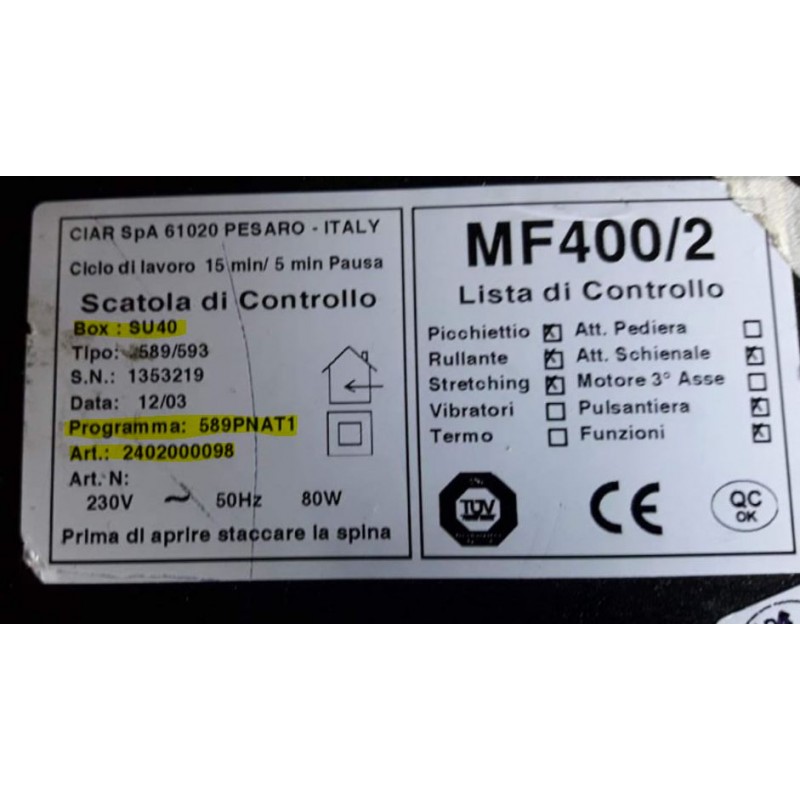 CIAR SpA 61020 PESARO - ITALY
Ciclo di lavoro 15 min/ 5 min Pausa
Scatola di Controllo
Box : SU40
Tipo: 589/593
S.N.: 1353219
Data: 12/03
Programma: 589PNAT1
Art.: 2402000098
Art. N:
230V ~ 50Hz 80W
Prima di aprire staccare la spina
MF400/2
Lista di Controllo
Picchiettio ☒ Att. Pediera ☐
Rullante ☒ Att. Schienale ☒
Stretching ☒ Motore 3° Asse ☐
Vibratori ☐ Pulsantiera ☒
Termo ☐ Funzioni ☒
TÜV
CE
QC
OK